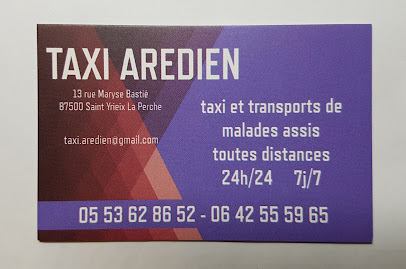 TAXI AREDIEN
13 rue Maryse Bastié
87500 Saint Yrieix La Perche
taxi.aredien@gmail.com
taxi et transports de
malades assis
toutes distances
24h/24 7j/7
05 53 62 86 52 - 06 42 55 59 65